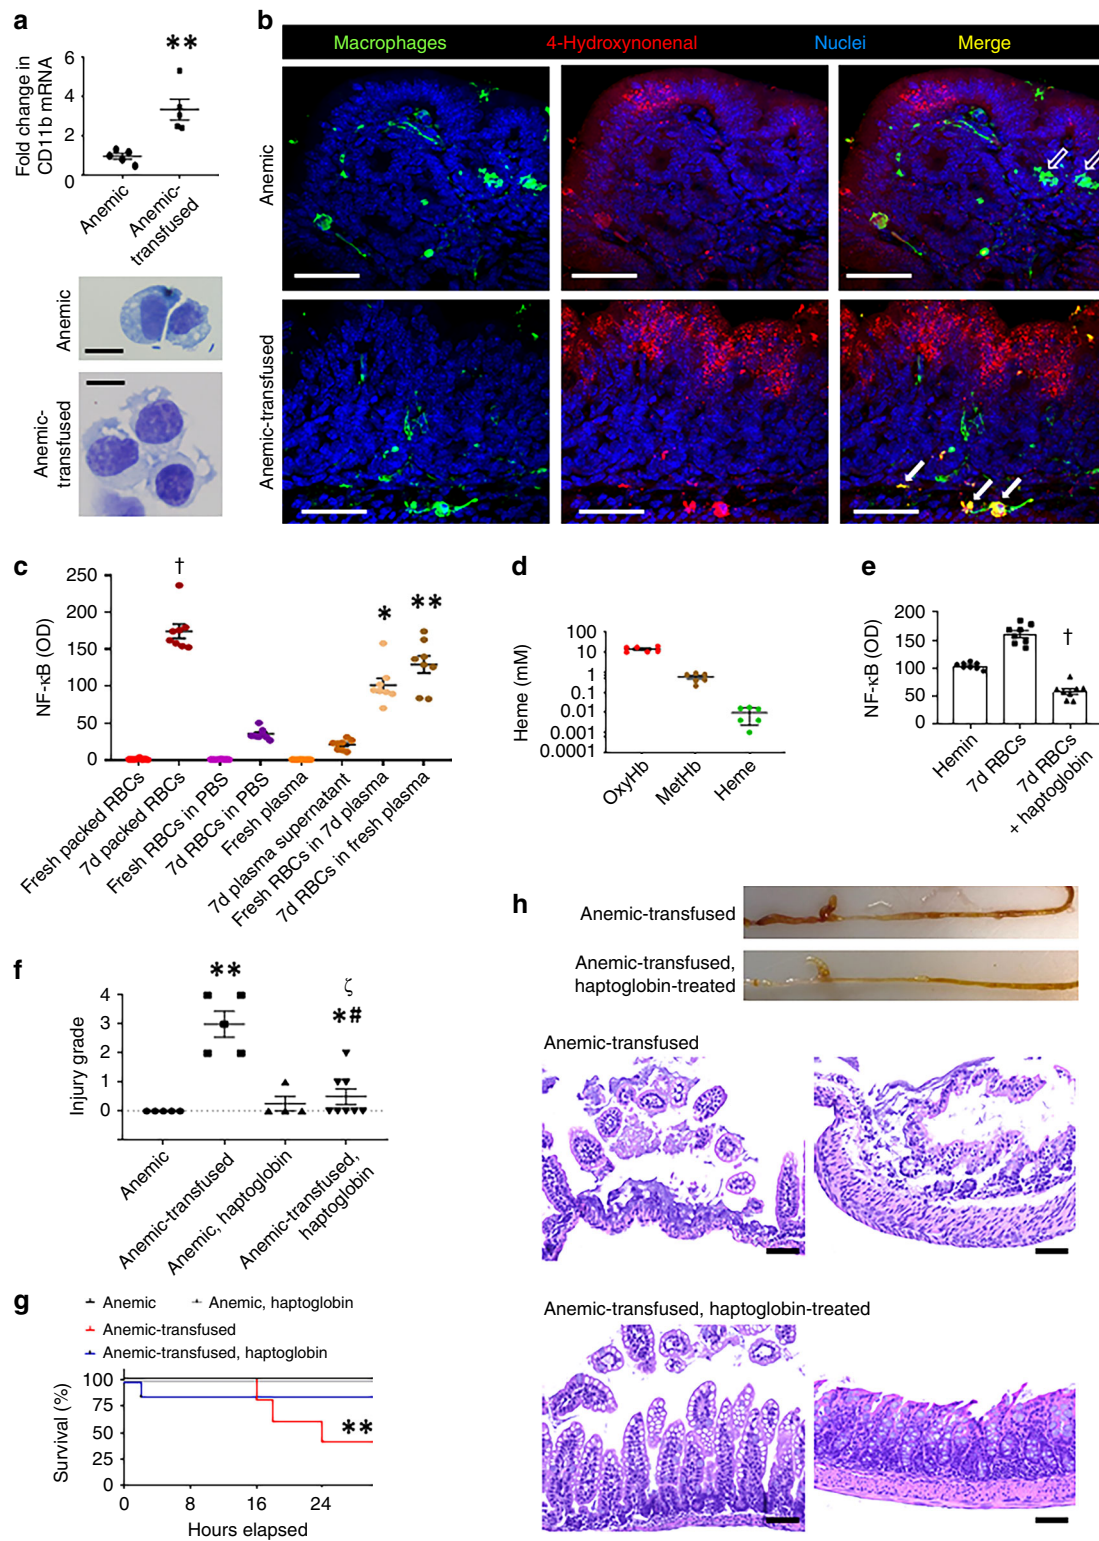 a
Fold change in
CD11b mRNA
6
4
2
0
**
Anemic
Anemic-
transfused
Anemic
Anemic-
transfused
b
Macrophages
4-Hydroxynonenal
Nuclei
Merge
Anemic
Anemic-transfused
c
NF-κB (OD)
250
200
150
100
50
0
†
*
**
Fresh packed RBCs
7d packed RBCs
Fresh RBCs in PBS
7d RBCs in PBS
Fresh plasma
7d plasma supernatant
Fresh RBCs in 7d plasma
7d RBCs in fresh plasma
d
Heme (mM)
100
10
1
0.1
0.01
0.001
0.0001
OxyHb
MetHb
Heme
e
NF-κB (OD)
200
150
100
50
0
†
Hemin
7d RBCs
7d RBCs
+ haptoglobin
f
Injury grade
4
3
2
1
0
**
ζ
*#
Anemic
Anemic-transfused
Anemic, haptoglobin
Anemic-transfused,
haptoglobin
g
Anemic
Anemic, haptoglobin
Anemic-transfused
Anemic-transfused, haptoglobin
Survival (%)
100
75
50
25
0
**
0
8
16
24
Hours elapsed
h
Anemic-transfused
Anemic-transfused,
haptoglobin-treated
Anemic-transfused
Anemic-transfused, haptoglobin-treated